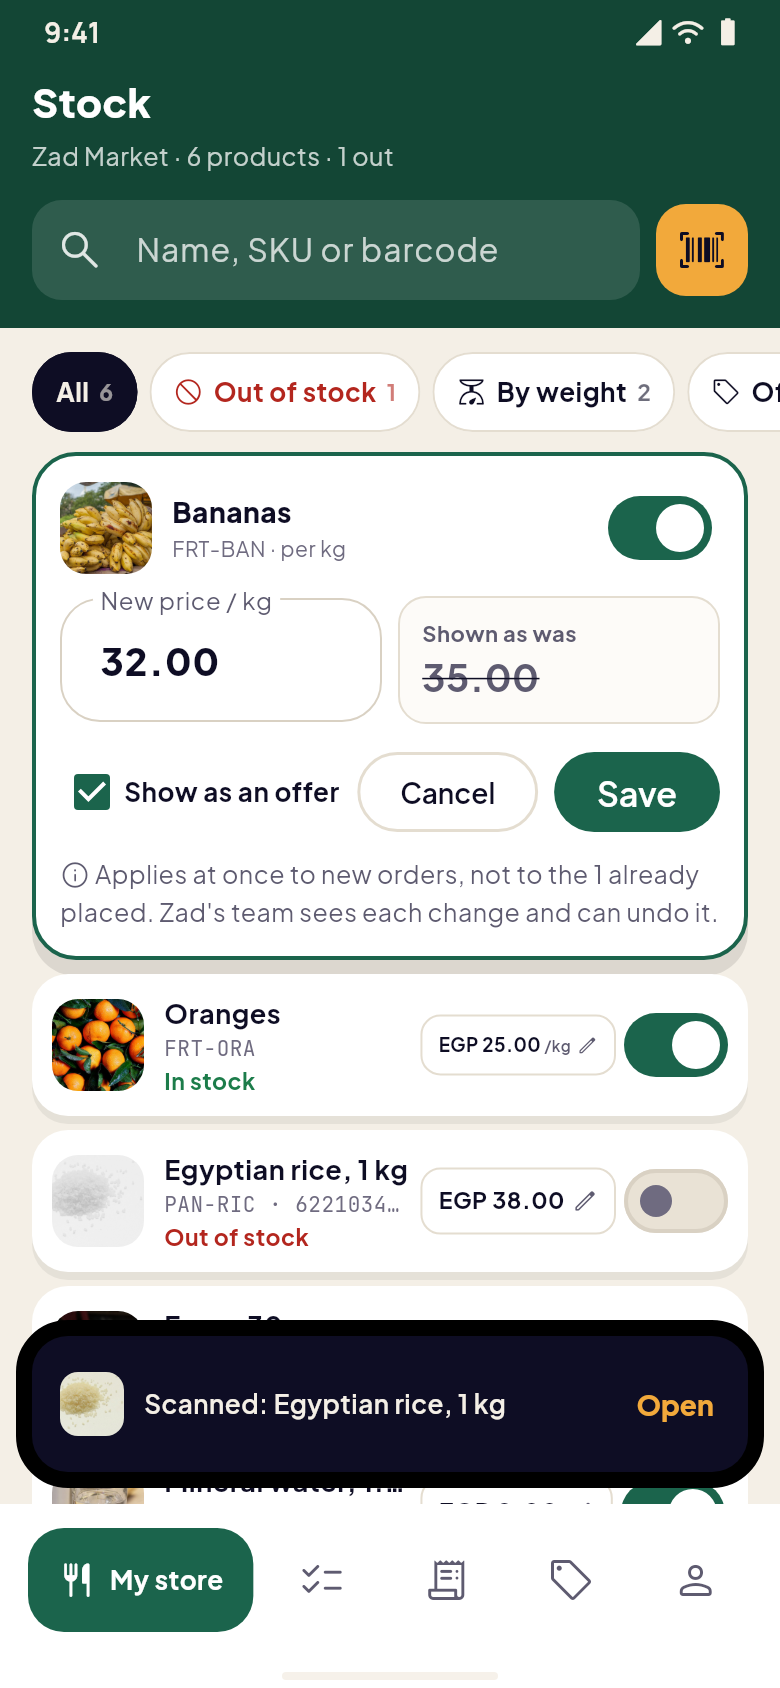 9:41
Stock
Zad Market · 6 products · 1 out
Name, SKU or barcode
All 6
Out of stock 1
By weight 2
Of
Bananas
FRT-BAN · per kg
New price / kg
32.00
Shown as was
35.00
Show as an offer
Cancel
Save
Applies at once to new orders, not to the 1 already
placed. Zad's team sees each change and can undo it.
Oranges
FRT-ORA
In stock
EGP 25.00 /kg
Egyptian rice, 1 kg
PAN-RIC · 6221034…
Out of stock
EGP 38.00
Scanned: Egyptian rice, 1 kg
Open
Mineral water, 1.…
My store